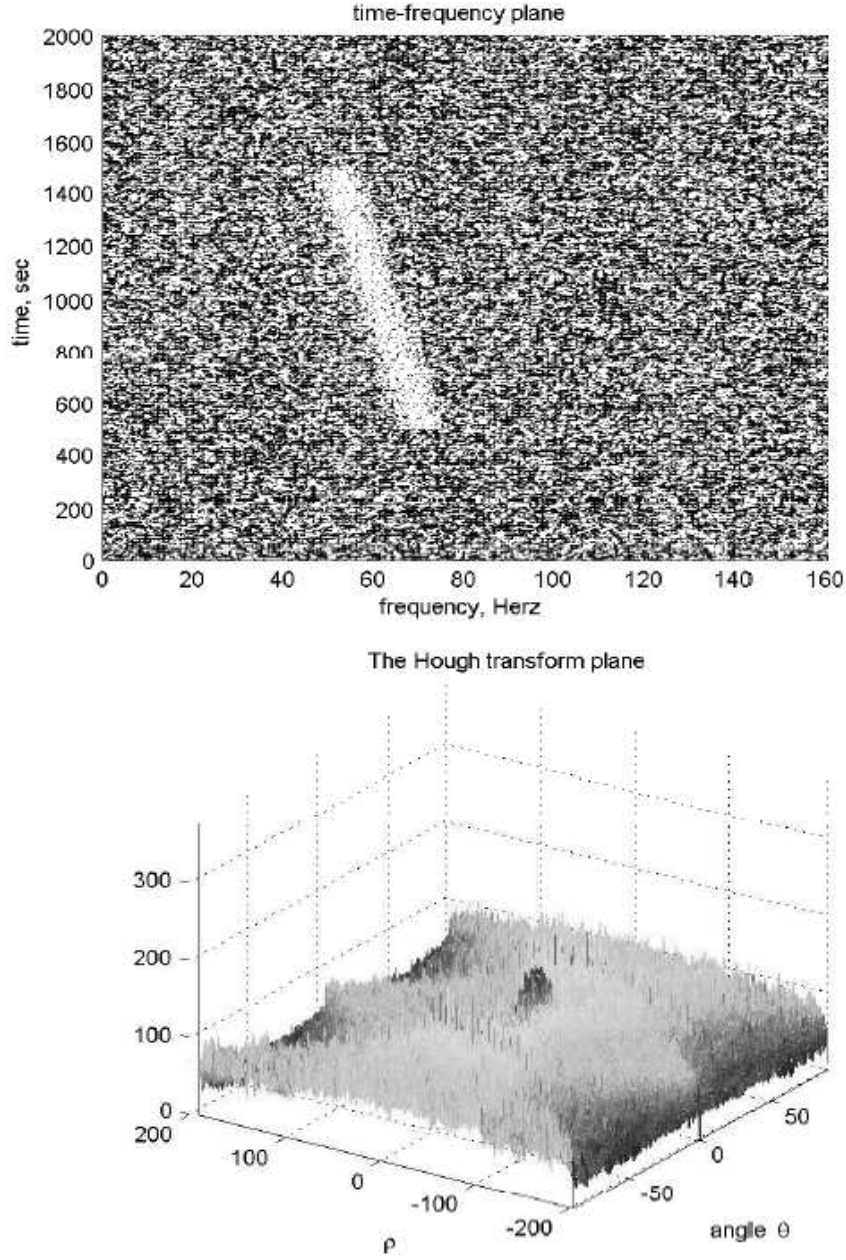 time-frequency plane
2000
1800
1600
1400
1200
1000
800
600
400
200
0
time, sec
0 20 40 60 80 100 120 140 160
frequency, Herz
The Hough transform plane
300
200
100
0
200 100 0 -100 -200
ρ
-50 0 50
angle θ